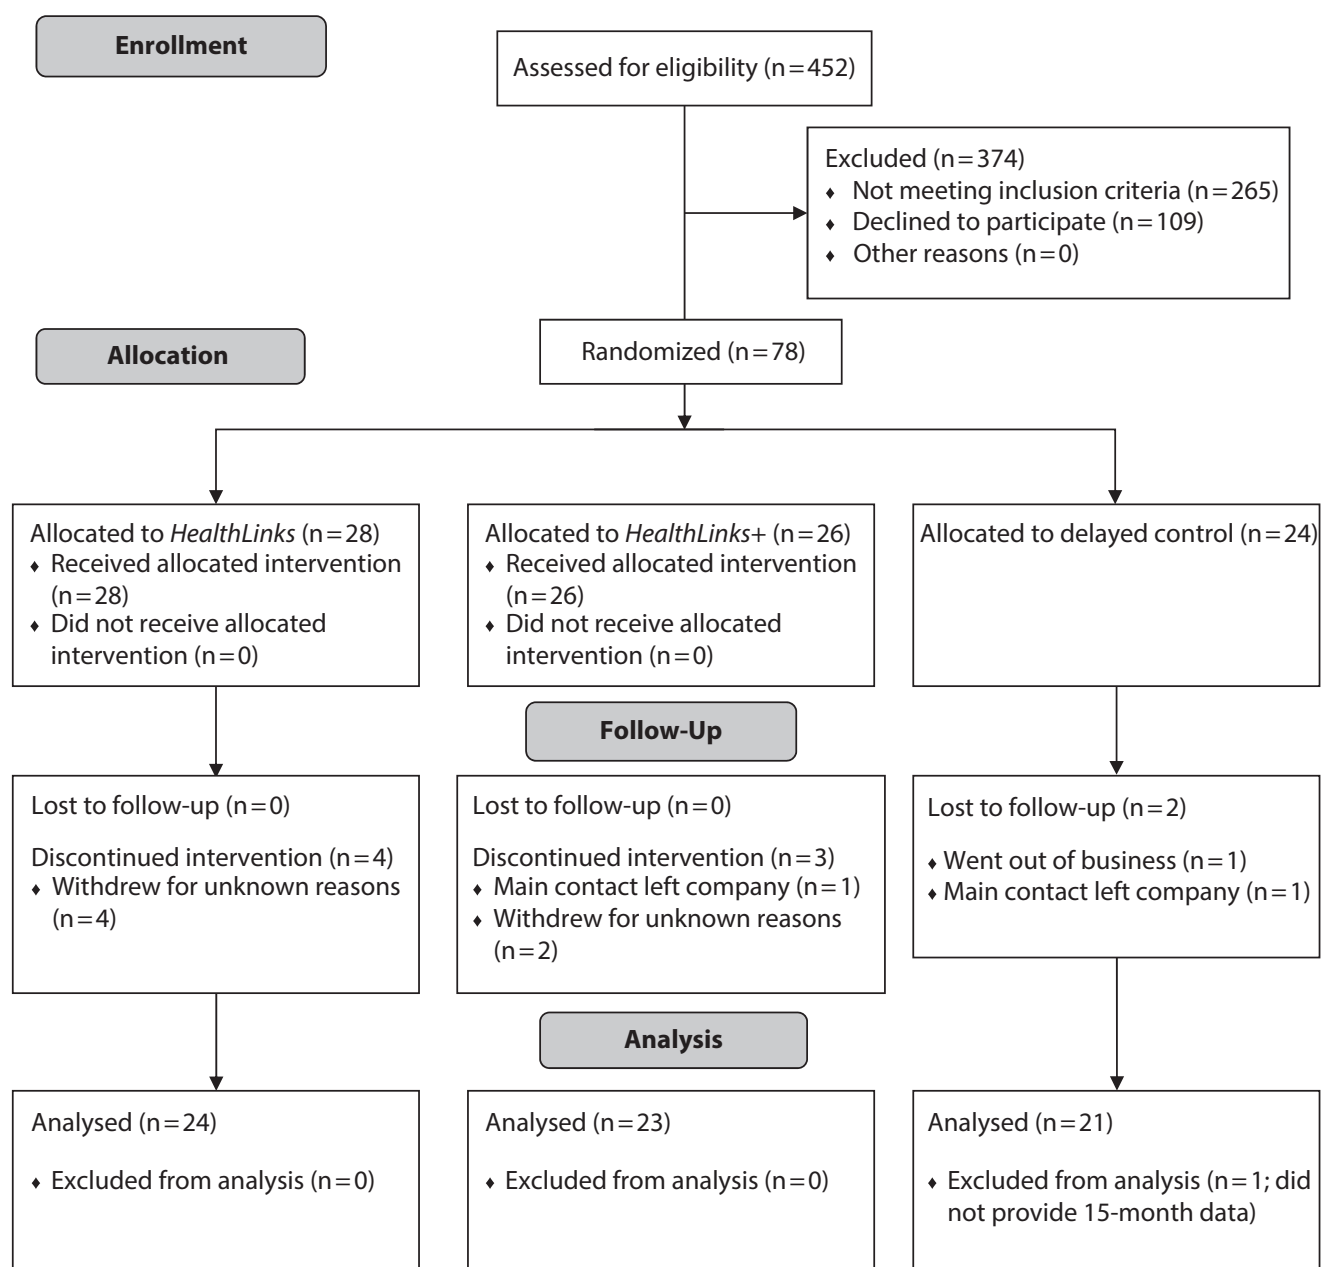 Enrollment
Assessed for eligibility (n=452)
Excluded (n=374)
♦ Not meeting inclusion criteria (n=265)
♦ Declined to participate (n=109)
♦ Other reasons (n=0)
Allocation
Randomized (n=78)
Allocated to HealthLinks (n=28)
♦ Received allocated intervention
(n=28)
♦ Did not receive allocated
intervention (n=0)
Allocated to HealthLinks+ (n=26)
♦ Received allocated intervention
(n=26)
♦ Did not receive allocated
intervention (n=0)
Allocated to delayed control (n=24)
Follow-Up
Lost to follow-up (n=0)
Discontinued intervention (n=4)
♦ Withdrew for unknown reasons
(n=4)
Lost to follow-up (n=0)
Discontinued intervention (n=3)
♦ Main contact left company (n=1)
♦ Withdrew for unknown reasons
(n=2)
Lost to follow-up (n=2)
♦ Went out of business (n=1)
♦ Main contact left company (n=1)
Analysis
Analysed (n=24)
♦ Excluded from analysis (n=0)
Analysed (n=23)
♦ Excluded from analysis (n=0)
Analysed (n=21)
♦ Excluded from analysis (n=1; did
not provide 15-month data)